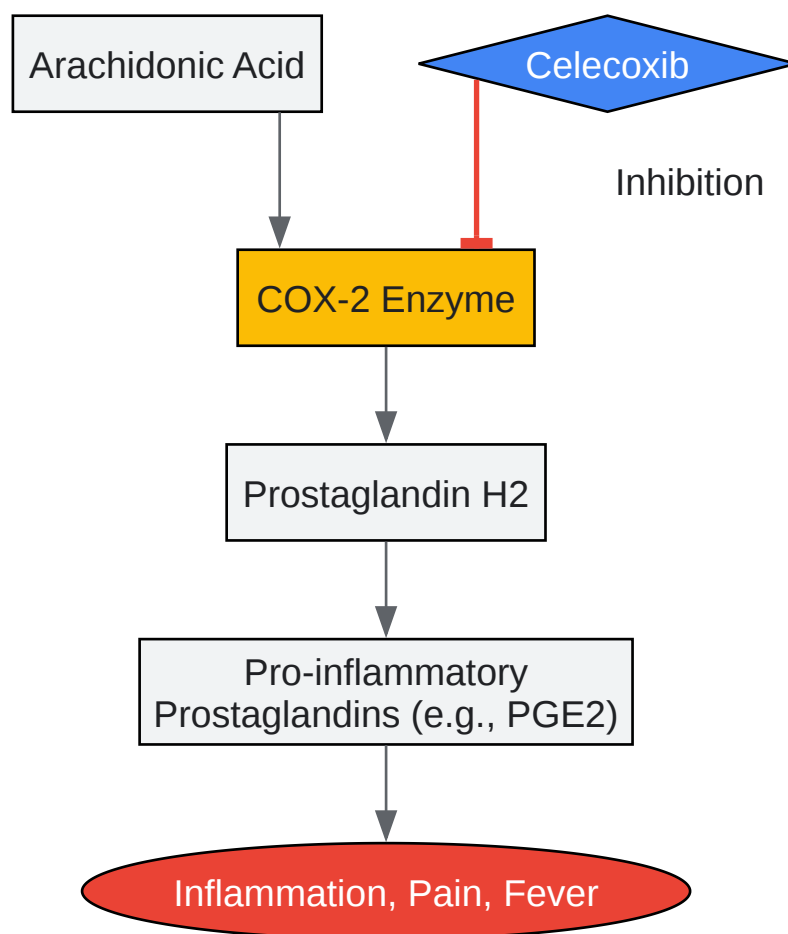 Arachidonic Acid
Celecoxib
Inhibition
COX-2 Enzyme
Prostaglandin H2
Pro-inflammatory
Prostaglandins (e.g., PGE2)
Inflammation, Pain, Fever